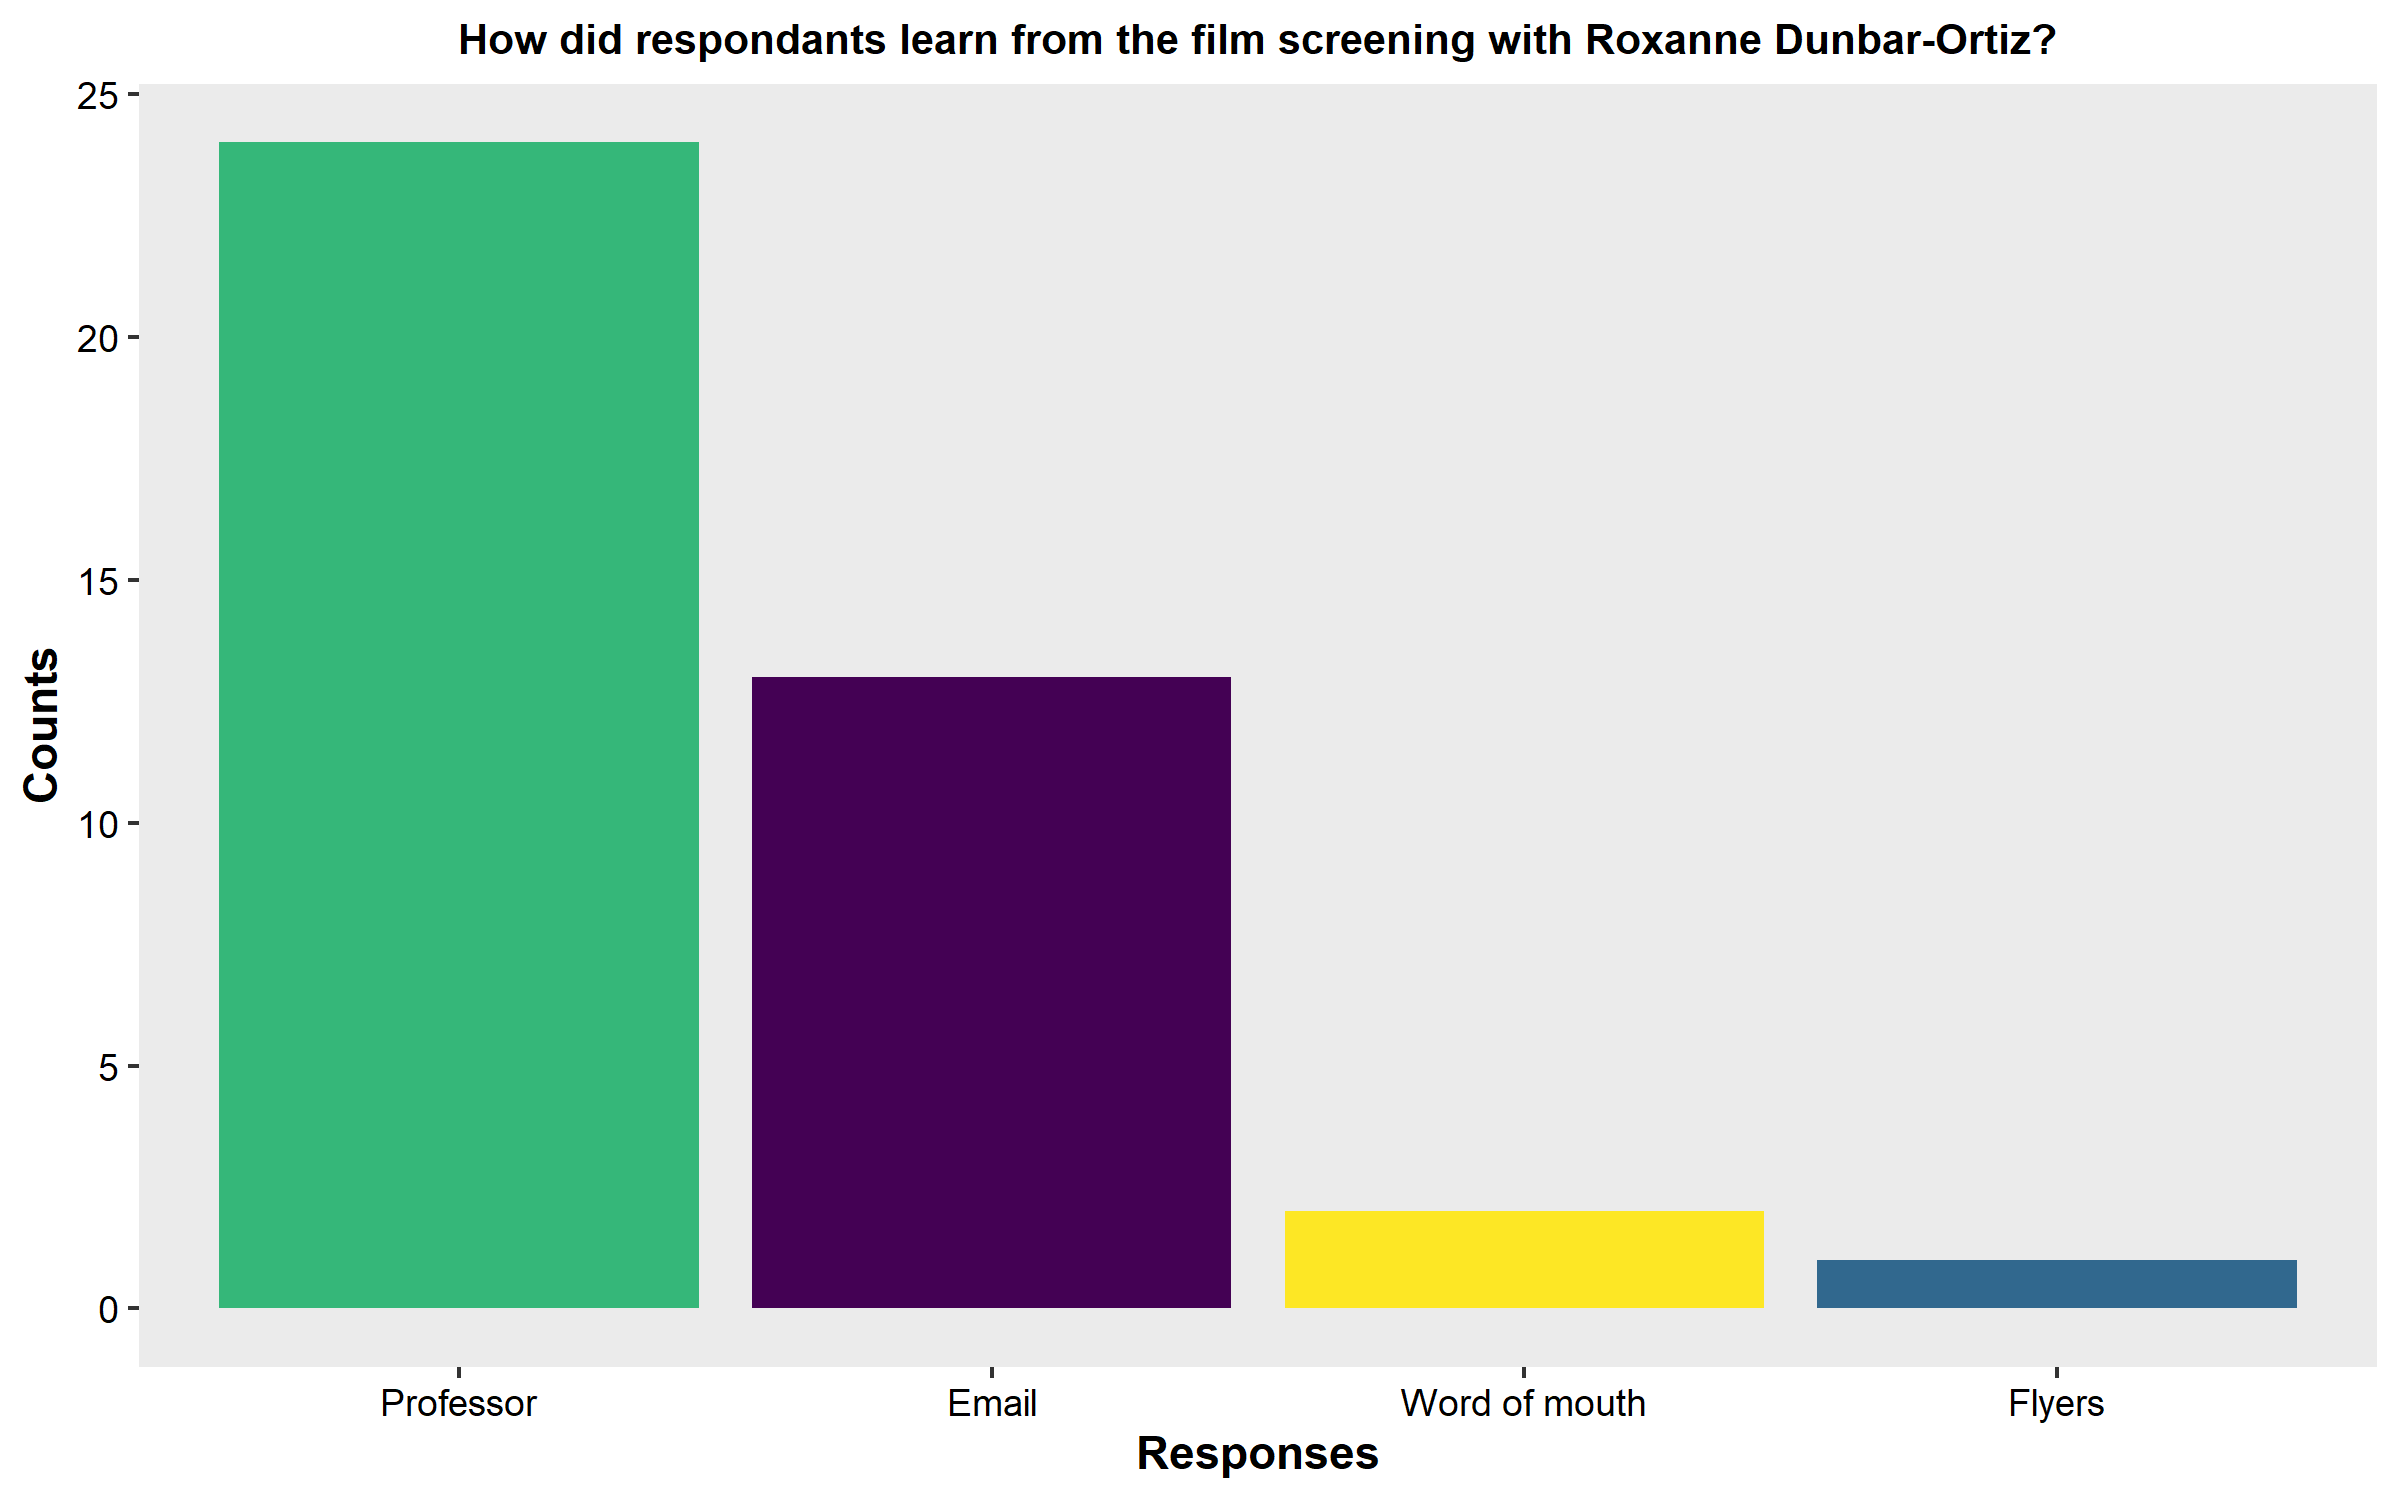 How did respondants learn from the film screening with Roxanne Dunbar-Ortiz?
25
20
15
10
5
0
Counts
Professor
Email
Word of mouth
Flyers
Responses